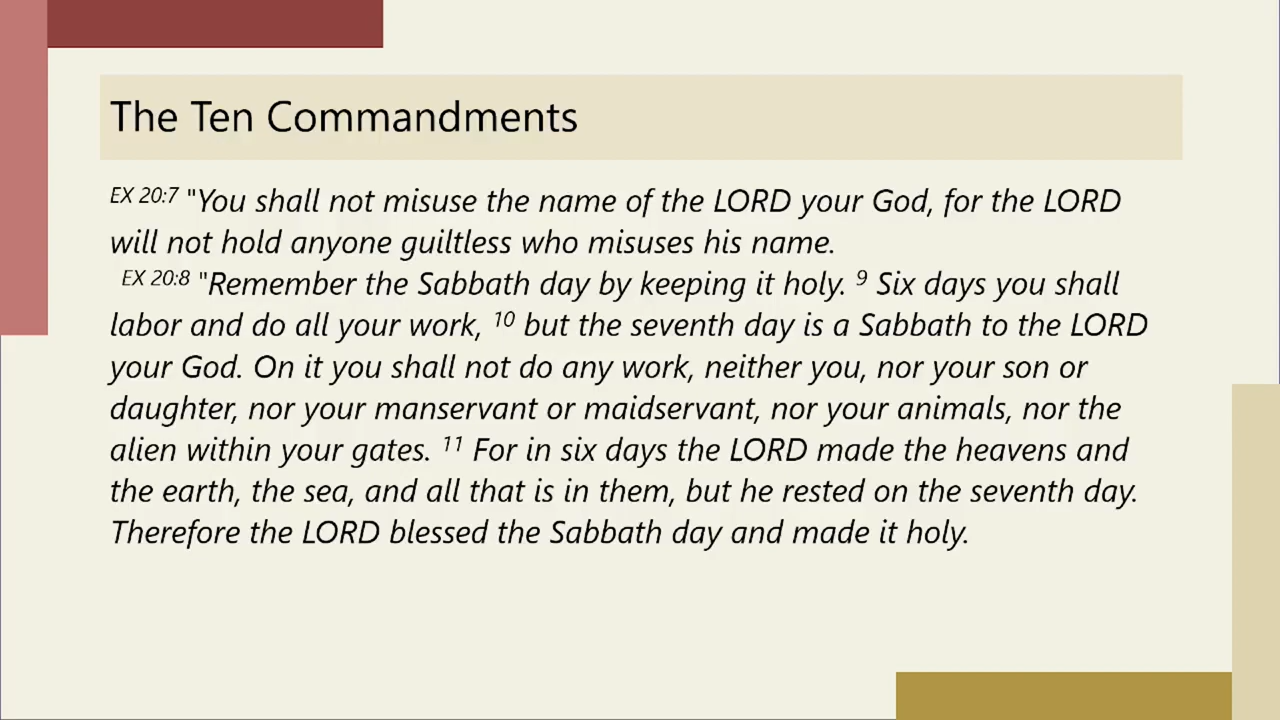 The Ten Commandments
EX 20:7 "You shall not misuse the name of the LORD your God, for the LORD
will not hold anyone guiltless who misuses his name.
EX 20:8 "Remember the Sabbath day by keeping it holy. 9 Six days you shall
labor and do all your work, 10 but the seventh day is a Sabbath to the LORD
your God. On it you shall not do any work, neither you, nor your son or
daughter, nor your manservant or maidservant, nor your animals, nor the
alien within your gates. 11 For in six days the LORD made the heavens and
the earth, the sea, and all that is in them, but he rested on the seventh day.
Therefore the LORD blessed the Sabbath day and made it holy.